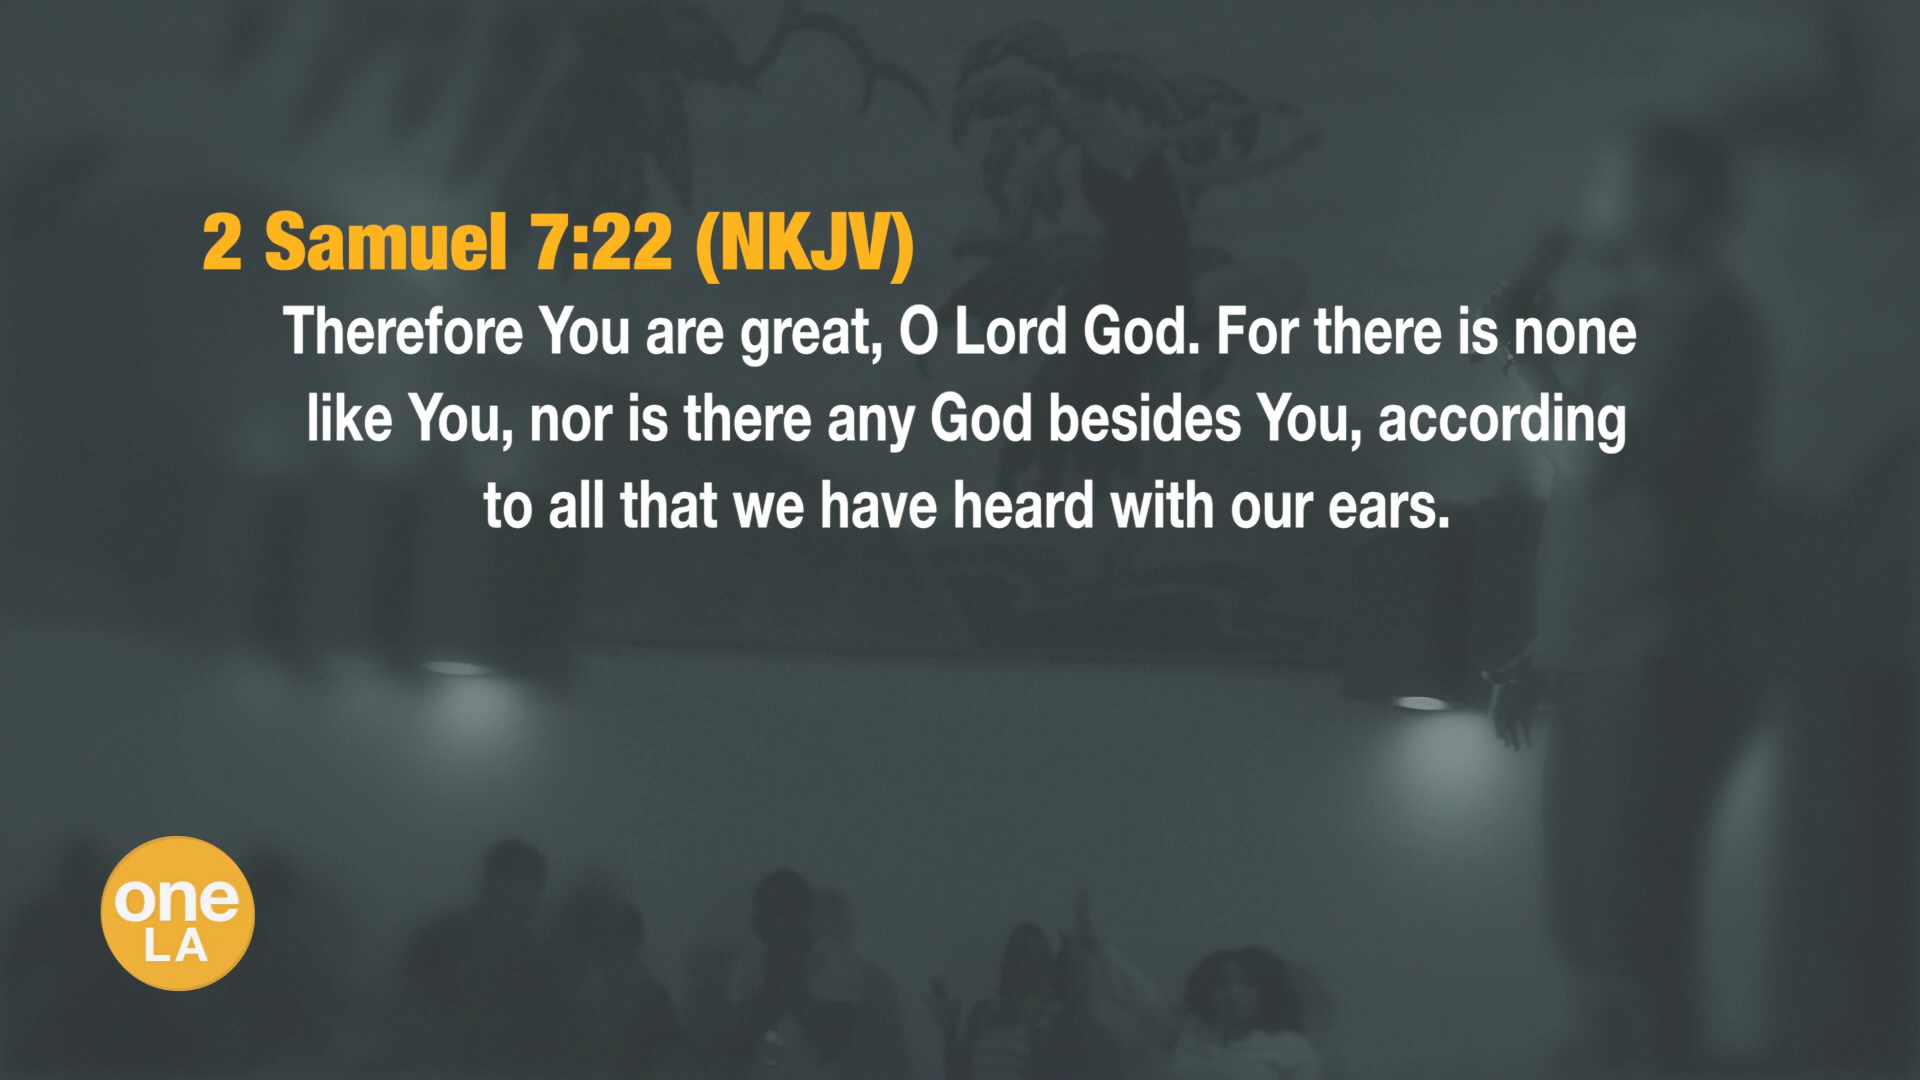 2 Samuel 7:22 (NKJV)
Therefore You are great, O Lord God. For there is none
like You, nor is there any God besides You, according
to all that we have heard with our ears.
one
LA